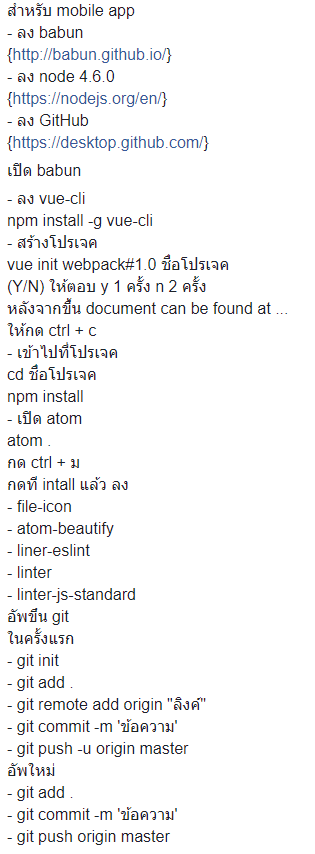 สำหรับ mobile app
- ลง babun
{http://babun.github.io/}
- ลง node 4.6.0
{https://nodejs.org/en/}
- ลง GitHub
{https://desktop.github.com/}
เปิด babun
- ลง vue-cli
npm install -g vue-cli
- สร้างโปรเจค
vue init webpack#1.0 ชื่อโปรเจค
(Y/N) ให้ตอบ y 1 ครั้ง n 2 ครั้ง
หลังจากขึ้น document can be found at ...
ให้กด ctrl + c
- เข้าไปที่โปรเจค
cd ชื่อโปรเจค
npm install
- เปิด atom
atom .
กด ctrl + ม
กดที่ intall แล้ว ลง
- file-icon
- atom-beautify
- liner-eslint
- linter
- linter-js-standard
อัพขึ้น git
ในครั้งแรก
- git init
- git add .
- git remote add origin "ลิงค์"
- git commit -m 'ข้อความ'
- git push -u origin master
อัพใหม่
- git add .
- git commit -m 'ข้อความ'
- git push origin master